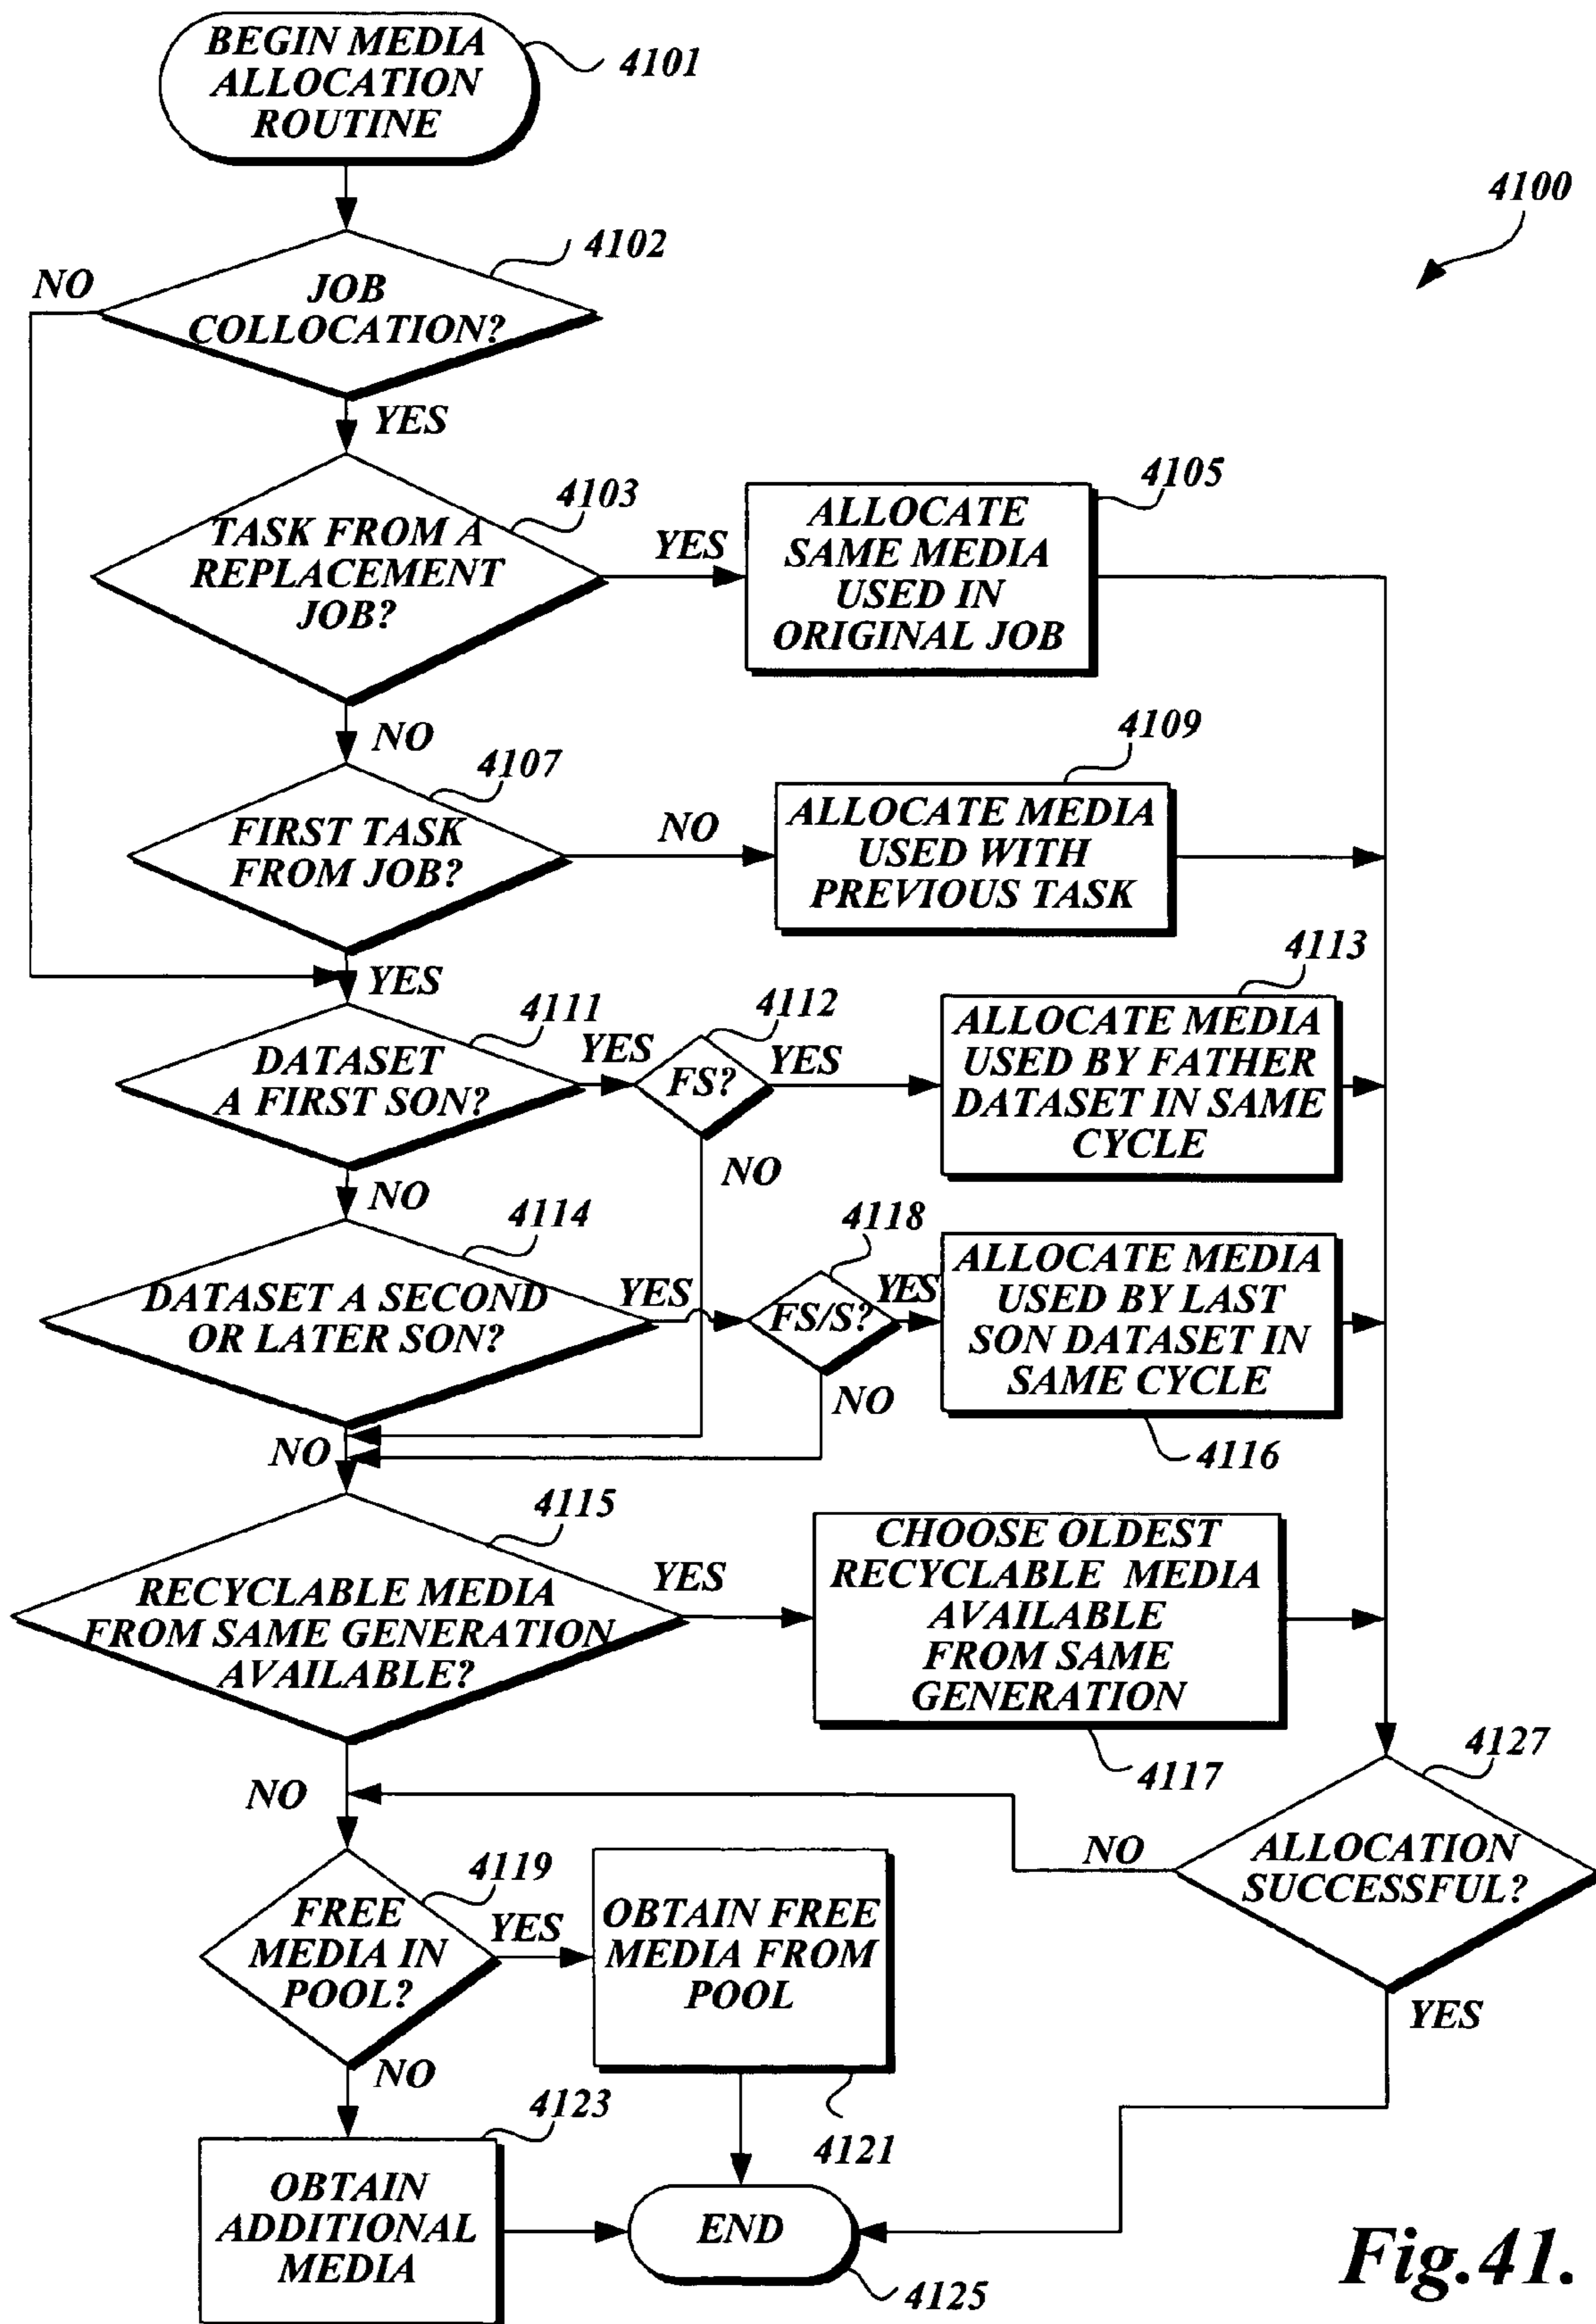 BEGIN MEDIA
ALLOCATION
ROUTINE
4101
4100
4102
NO
JOB
COLLOCATION?
YES
4103
TASK FROM A
REPLACEMENT
JOB?
YES
4105
ALLOCATE
SAME MEDIA
USED IN
ORIGINAL JOB
NO
4107
FIRST TASK
FROM JOB?
NO
4109
ALLOCATE MEDIA
USED WITH
PREVIOUS TASK
YES
4111
DATASET
A FIRST SON?
YES
4112
FS?
YES
4113
ALLOCATE MEDIA
USED BY FATHER
DATASET IN SAME
CYCLE
NO
NO
4114
DATASET A SECOND
OR LATER SON?
YES
4118
FS/S?
YES
ALLOCATE MEDIA
USED BY LAST
SON DATASET IN
SAME CYCLE
4116
NO
NO
4115
RECYCLABLE MEDIA
FROM SAME GENERATION
AVAILABLE?
YES
CHOOSE OLDEST
RECYCLABLE MEDIA
AVAILABLE
FROM SAME
GENERATION
4117
NO
4127
ALLOCATION
SUCCESSFUL?
NO
YES
4119
FREE
MEDIA IN
POOL?
YES
OBTAIN FREE
MEDIA FROM
POOL
4121
NO
4123
OBTAIN
ADDITIONAL
MEDIA
END
4125
Fig.41.